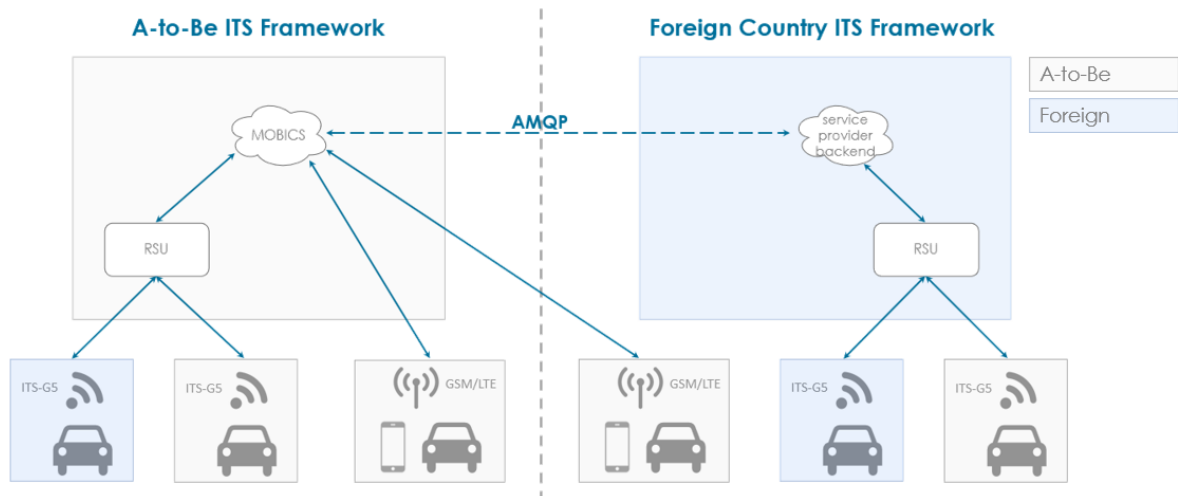 A-to-Be ITS Framework
Foreign Country ITS Framework
A-to-Be
Foreign
MOBICS
AMQP
service
provider
backend
RSU
RSU
ITS-G5
ITS-G5
GSM/LTE
GSM/LTE
ITS-G5
ITS-G5